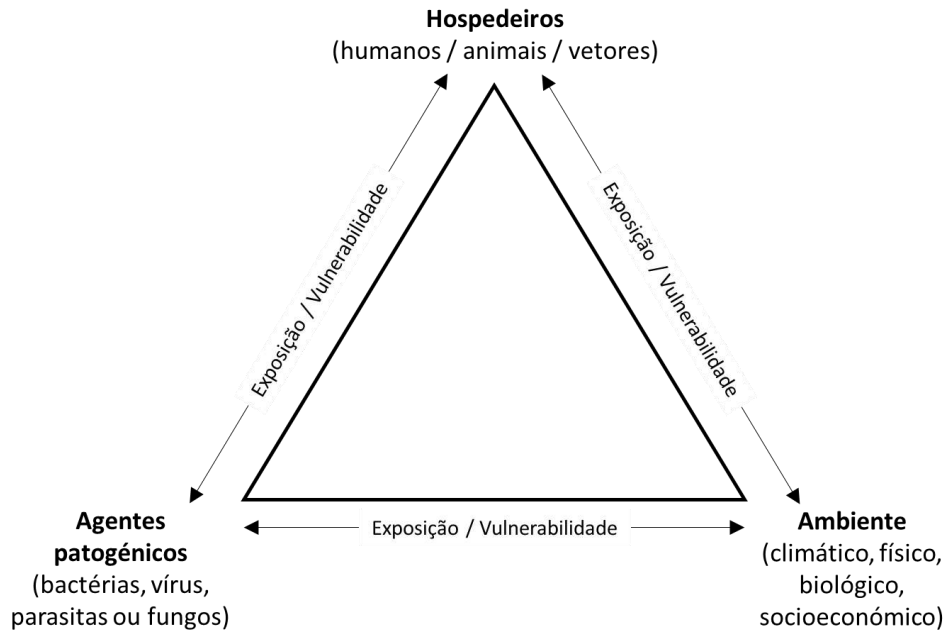 Hospedeiros
(humanos / animais / vetores)
Exposição / Vulnerabilidade
Exposição / Vulnerabilidade
Agentes
patogénicos
(bactérias, vírus,
parasitas ou fungos)
Exposição / Vulnerabilidade
Ambiente
(climático, físico,
biológico,
socioeconómico)